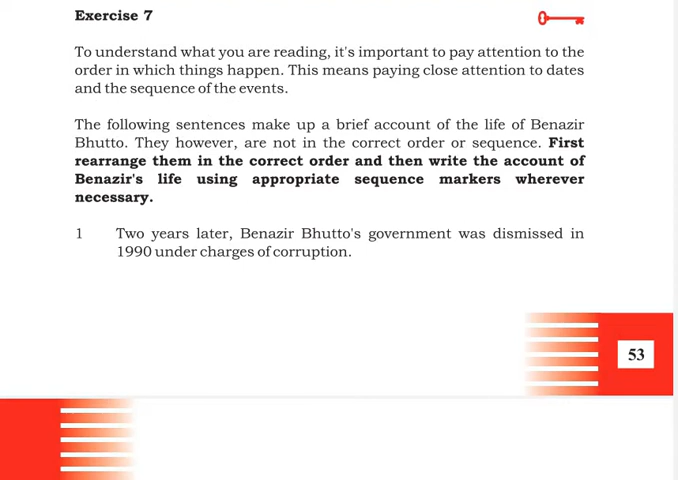 Exercise 7
To understand what you are reading, it's important to pay attention to the
order in which things happen. This means paying close attention to dates
and the sequence of the events.
The following sentences make up a brief account of the life of Benazir
Bhutto. They however, are not in the correct order or sequence. First
rearrange them in the correct order and then write the account of
Benazir's life using appropriate sequence markers wherever
necessary.
1 Two years later, Benazir Bhutto's government was dismissed in
1990 under charges of corruption.
53